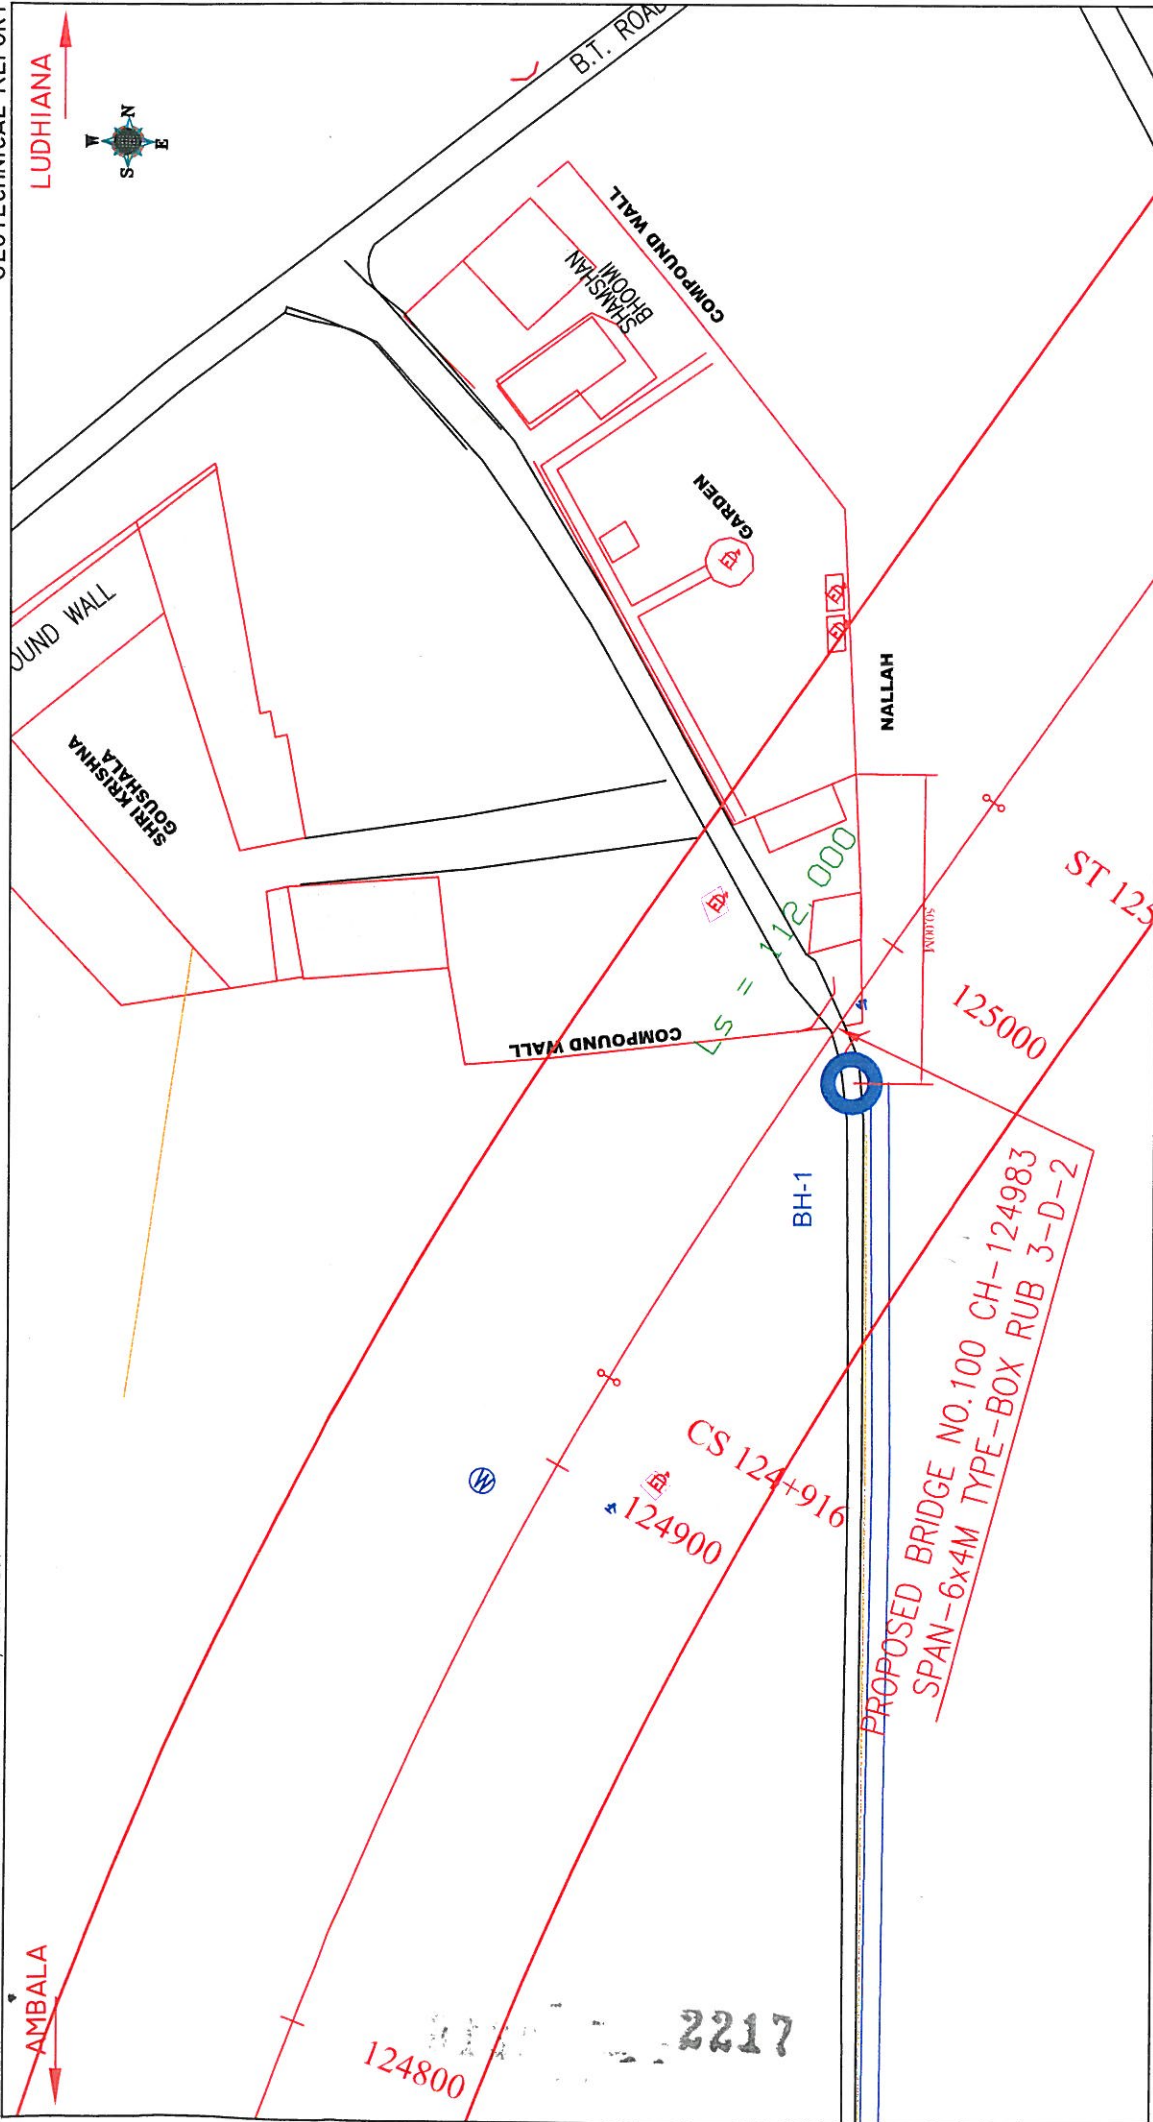 LUDHIANA
W
N
S
E
B.T. ROAD
COMPOUND WALL
SHAMSHAN
BHOOMI
GARDEN
OUND WALL
SHRI KRISHNA
GOUSHALA
NALLAH
Ls = 112.000
50.00M
ST 125
125000
COMPOUND WALL
BH-1
PROPOSED BRIDGE NO.100 CH-124983
SPAN-6x4M TYPE-BOX RUB 3-D-2
CS 124+916
W
124900
AMBALA
124800
2217